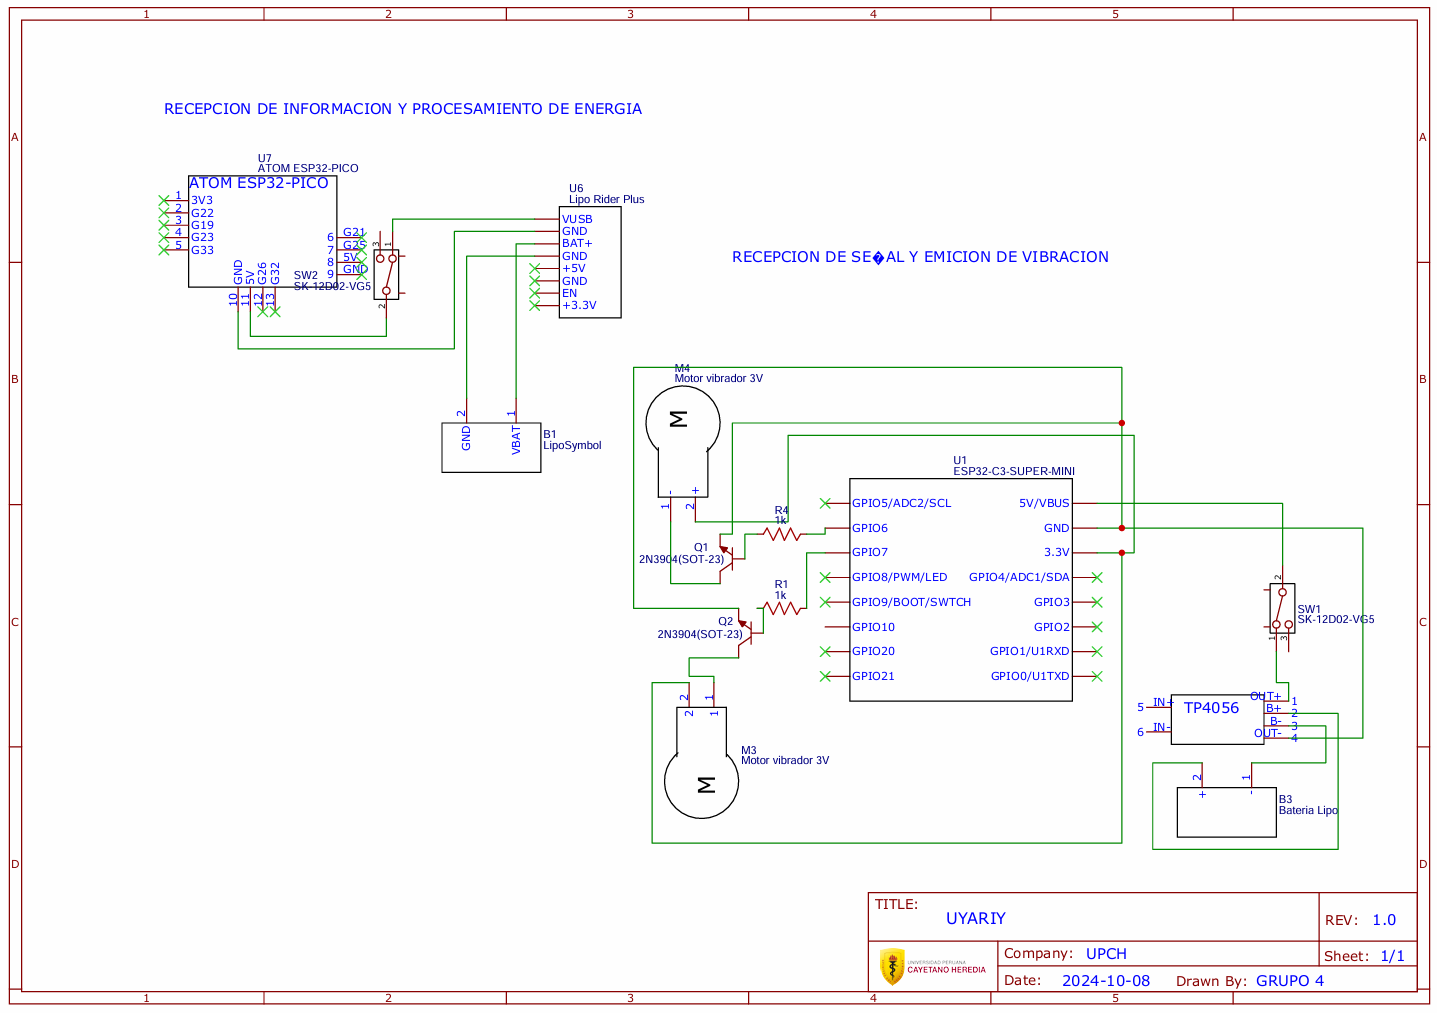 1 2 3 4 5
A
B
C
D
A
B
C
D
RECEPCION DE INFORMACION Y PROCESAMIENTO DE ENERGIA
U7
ATOM ESP32-PICO
ATOM ESP32-PICO
1 3V3
2 G22
3 G19
4 G23
5 G33
6 G21
7 G25
8 5V
9 GND
GND 5V G26 G32
10 11 12 13
SW2
SK-12D02-VG5
3 1
2
U6
Lipo Rider Plus
VUSB
GND
BAT+
GND
+5V
GND
EN
+3.3V
2 1
GND VBAT
B1
LipoSymbol
RECEPCION DE SE�AL Y EMICION DE VIBRACION
M4
Motor vibrador 3V
M
- +
1 2
R4
1k
Q1
2N3904(SOT-23)
R1
1k
Q2
2N3904(SOT-23)
2 1
2 1
M
M3
Motor vibrador 3V
U1
ESP32-C3-SUPER-MINI
GPIO5/ADC2/SCL
GPIO6
GPIO7
GPIO8/PWM/LED
GPIO9/BOOT/SWTCH
GPIO10
GPIO20
GPIO21
5V/VBUS
GND
3.3V
GPIO4/ADC1/SDA
GPIO3
GPIO2
GPIO1/U1RXD
GPIO0/U1TXD
2
SW1
SK-12D02-VG5
1 3
TP4056
5 IN+
6 IN-
OUT+ 1
B+ 2
B- 3
OUT- 4
2 1
+ -
B3
Bateria Lipo
TITLE:
UYARIY
REV: 1.0
UNIVERSIDAD PERUANA
CAYETANO HEREDIA
Company: UPCH
Sheet: 1/1
Date: 2024-10-08
Drawn By: GRUPO 4
1 2 3 4 5